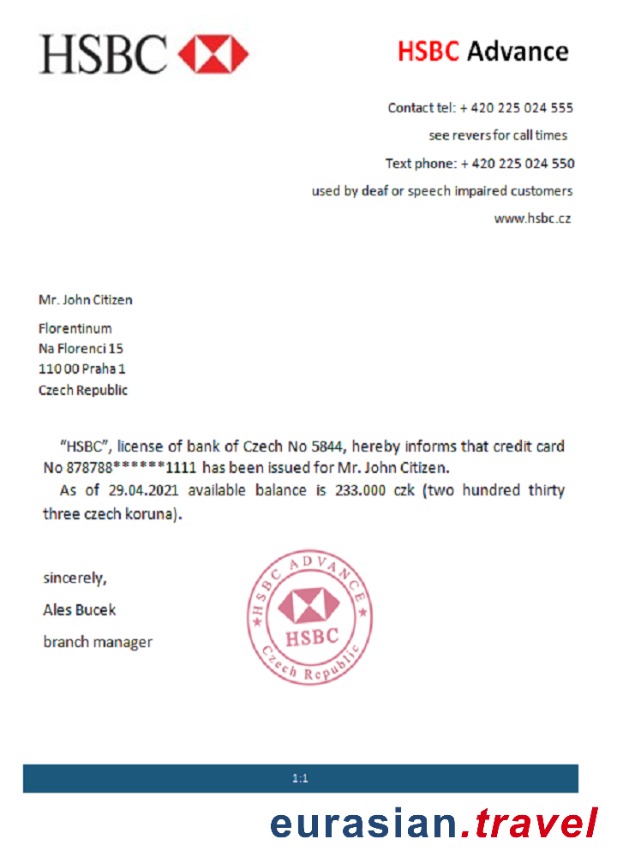 HSBC
HSBC Advance
Contact tel: + 420 225 024 555
see revers for call times
Text phone: + 420 225 024 550
used by deaf or speech impaired customers
www.hsbc.cz
Mr. John Citizen
Florentinum
Na Florenci 15
110 00 Praha 1
Czech Republic
“HSBC”, license of bank of Czech No 5844, hereby informs that credit card
No 878788******1111 has been issued for Mr. John Citizen.
As of 29.04.2021 available balance is 233.000 czk (two hundred thirty
three czech koruna).
sincerely,
Ales Bucek
branch manager
HSBC ADVANCE
HSBC
Czech Republic
1:1
eurasian.travel